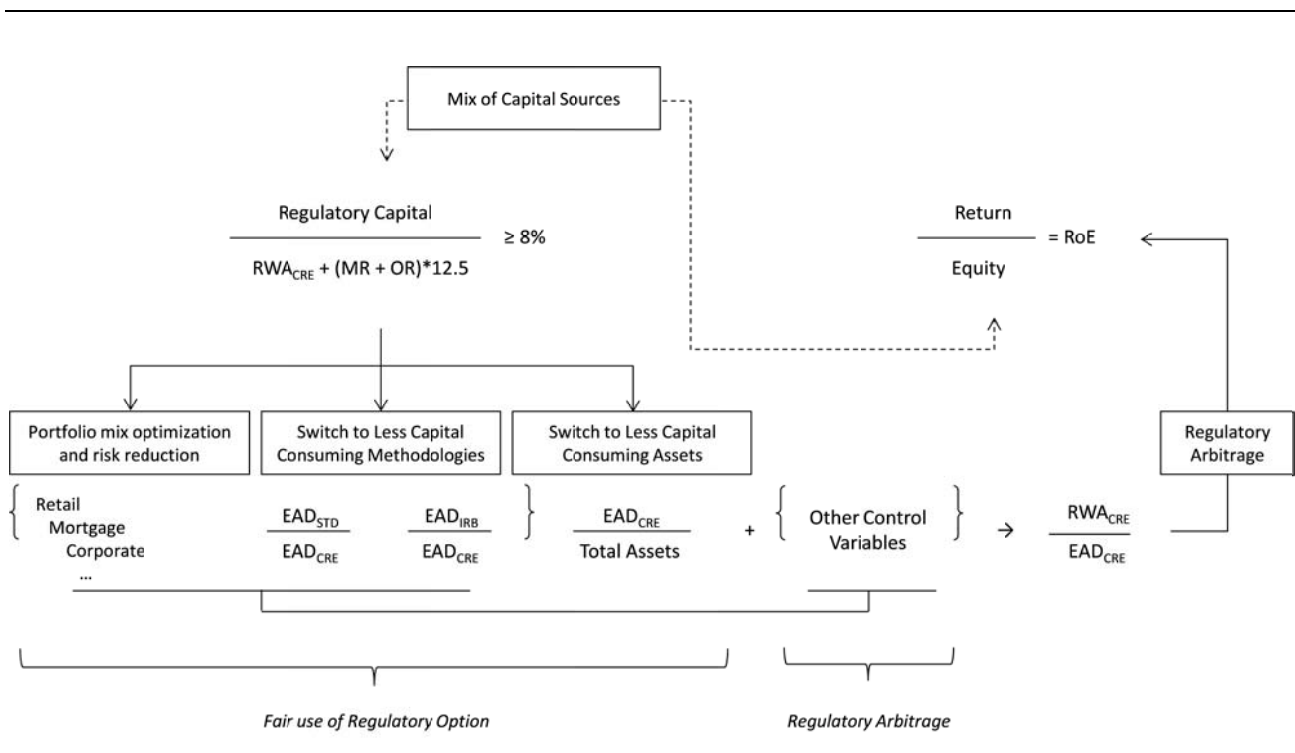 Mix of Capital Sources
Regulatory Capital
≥ 8%
RWA_CRE + (MR + OR)*12.5
Return
= RoE
Equity
Portfolio mix optimization
and risk reduction
Switch to Less Capital
Consuming Methodologies
Switch to Less Capital
Consuming Assets
Regulatory
Arbitrage
{ Retail
Mortgage
Corporate
...
EAD_STD
EAD_CRE
EAD_IRB
EAD_CRE
}
EAD_CRE
Total Assets
+
{ Other Control
Variables }
→
RWA_CRE
EAD_CRE
Fair use of Regulatory Option
Regulatory Arbitrage